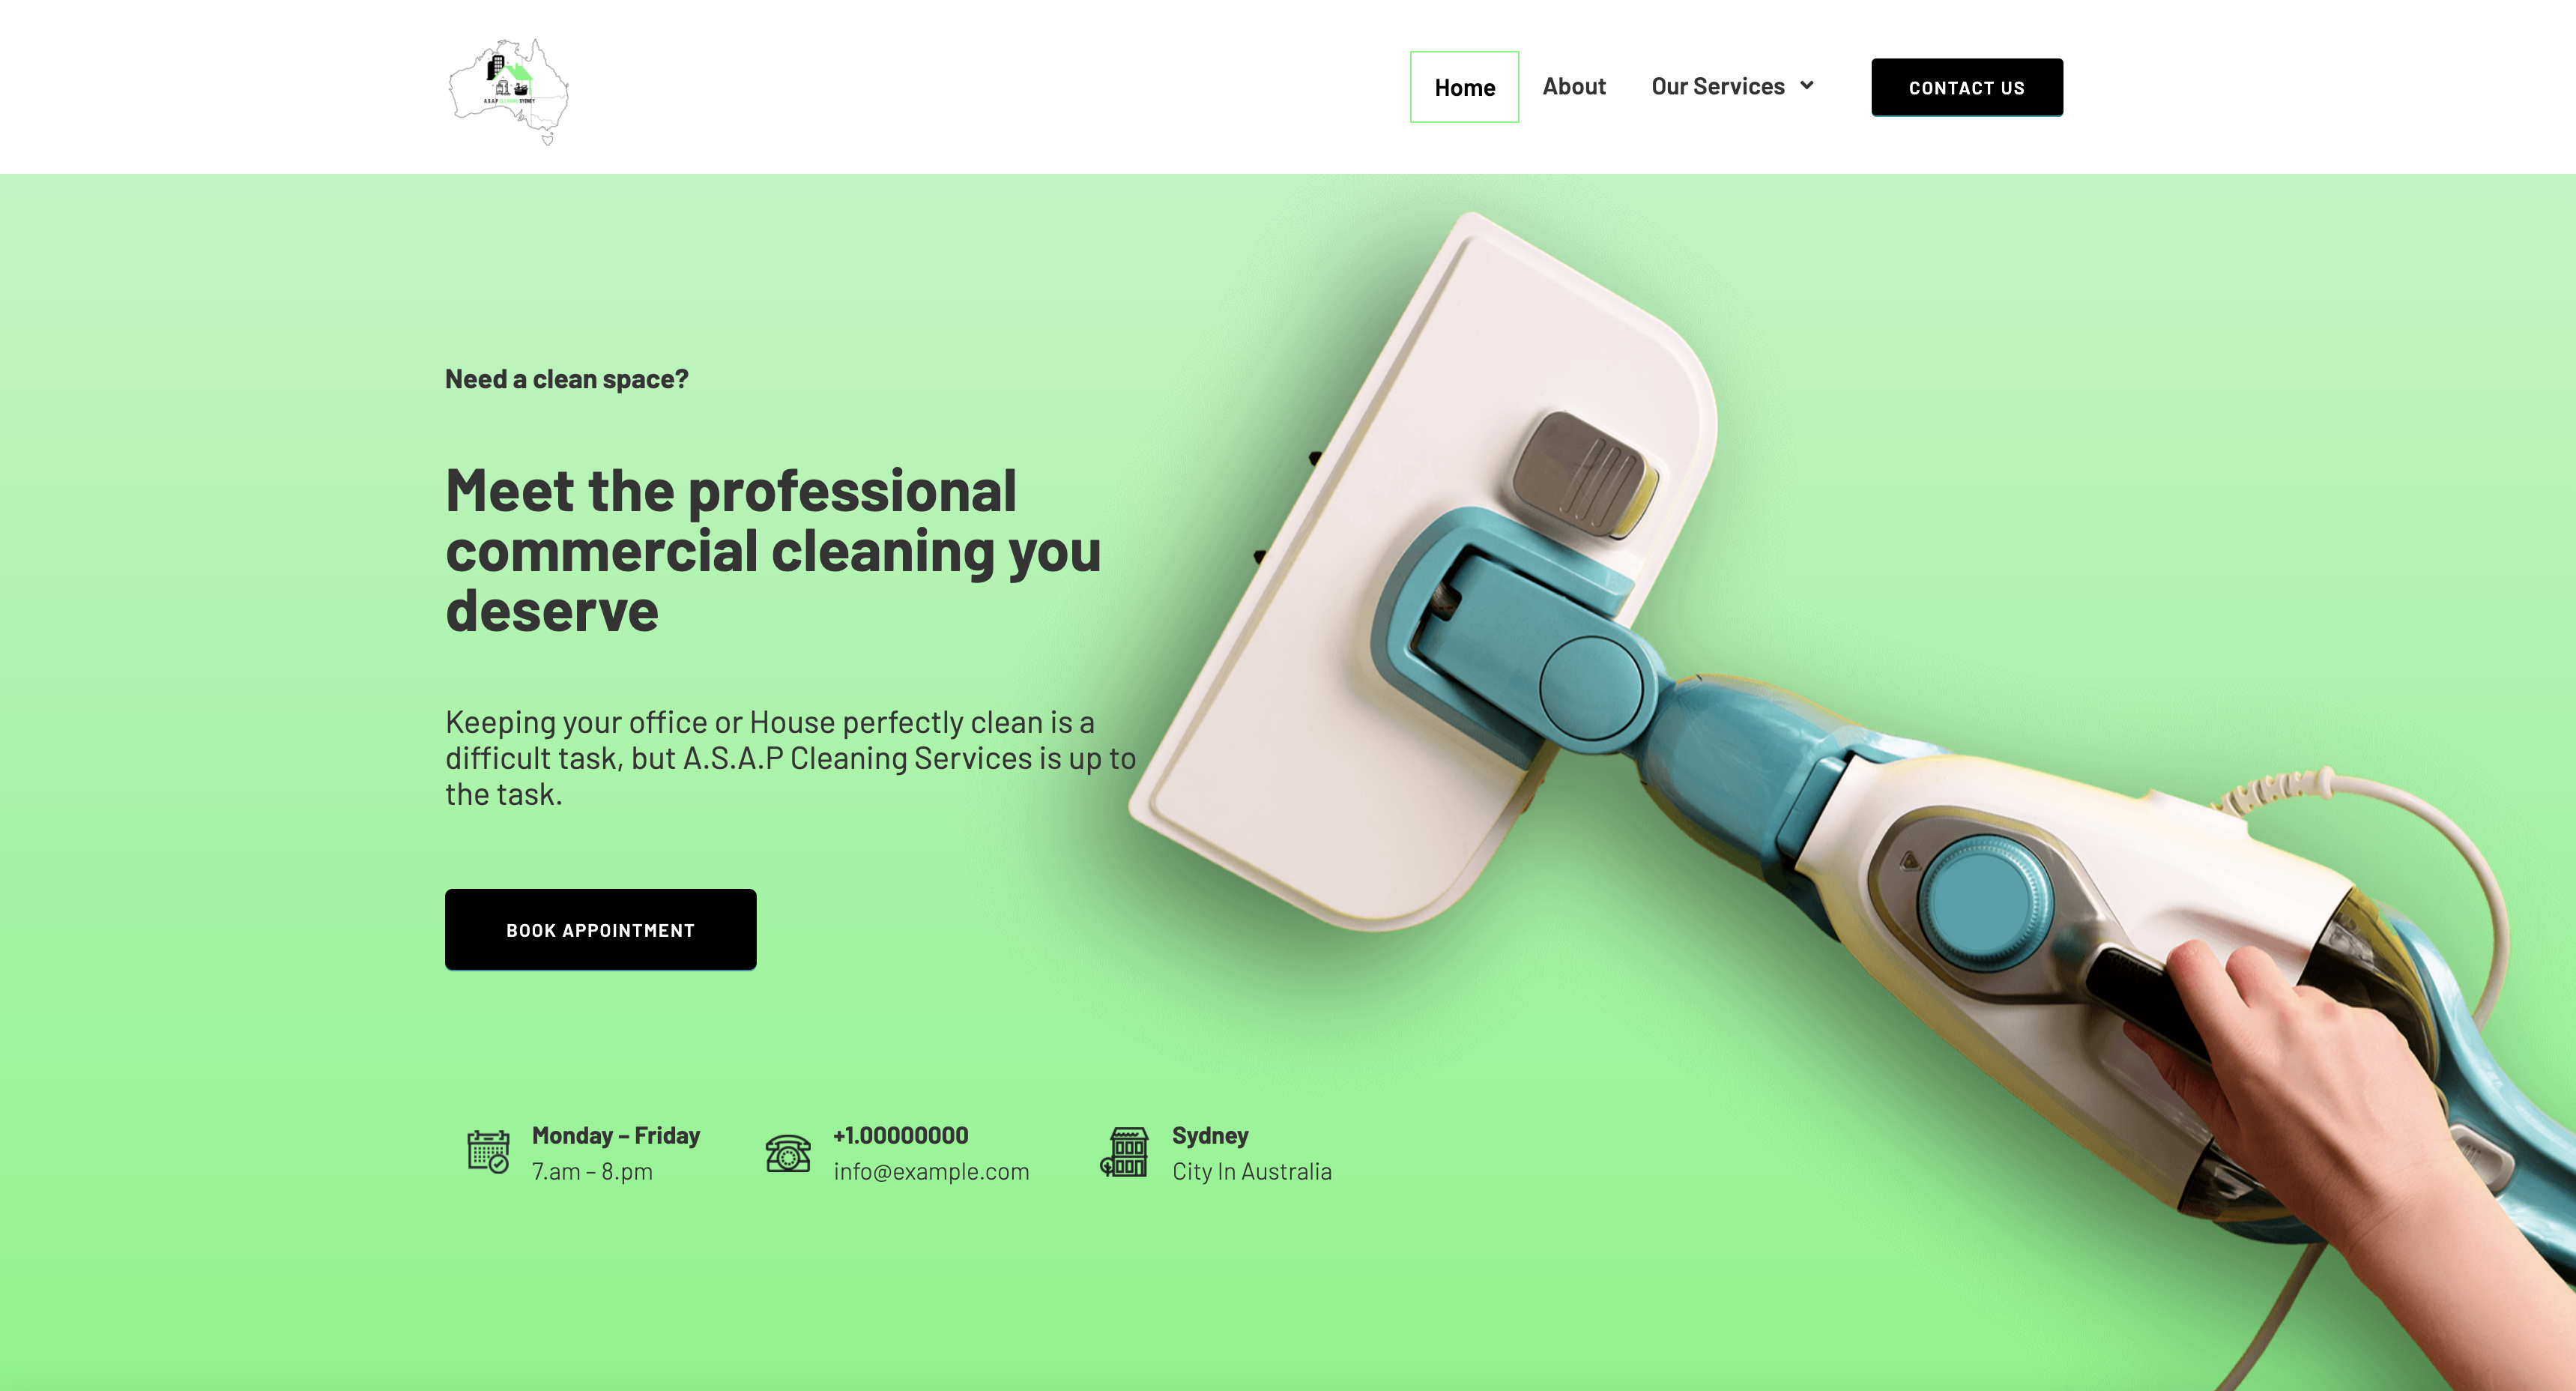 A.S.A.P CLEANING SYDNEY
Home
About
Our Services
CONTACT US
Need a clean space?
Meet the professional
commercial cleaning you
deserve
Keeping your office or House perfectly clean is a
difficult task, but A.S.A.P Cleaning Services is up to
the task.
BOOK APPOINTMENT
Monday – Friday
7.am – 8.pm
+1.00000000
info@example.com
Sydney
City In Australia